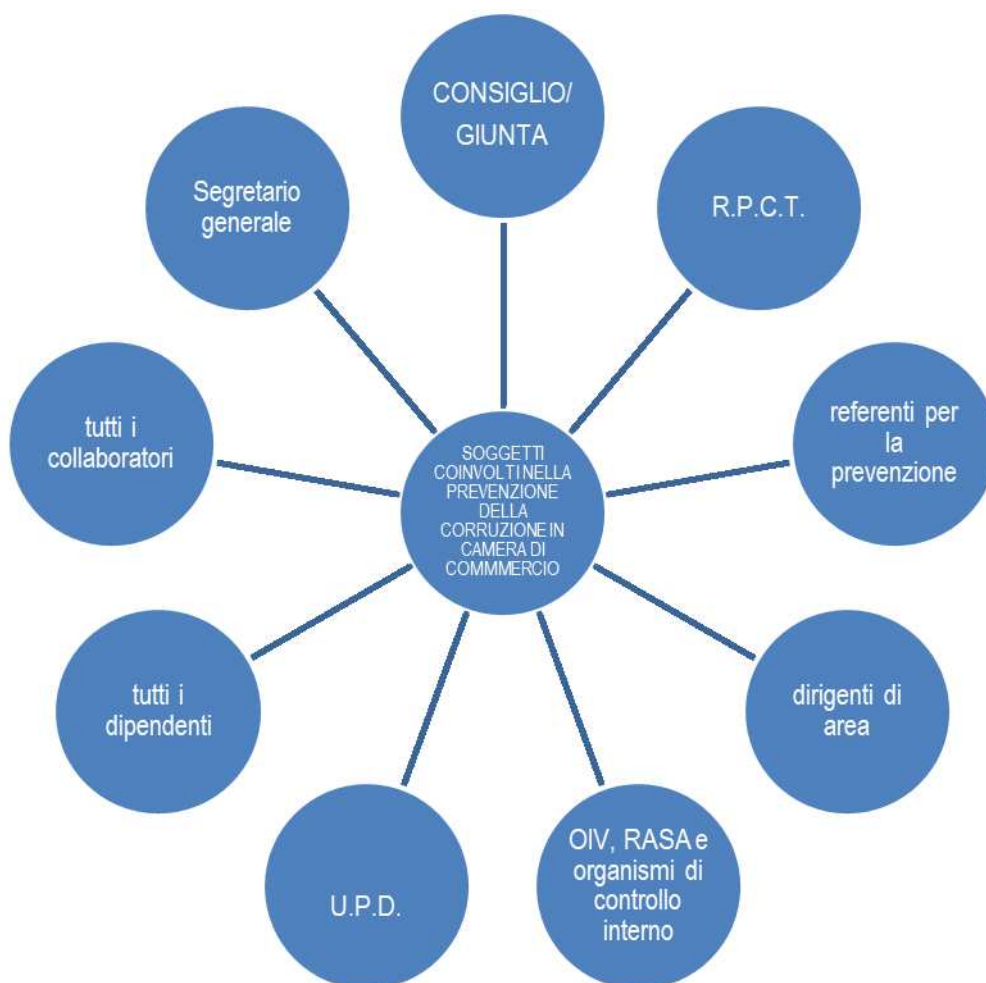 CONSIGLIO/
GIUNTA
R.P.C.T.
referenti per
la
prevenzione
dirigenti di
area
OIV, RASA e
organismi di
controllo
interno
U.P.D.
tutti i
dipendenti
tutti i
collaboratori
Segretario
generale
SOGGETTI
COINVOLTI NELLA
PREVENZIONE
DELLA
CORRUZIONE IN
CAMERA DI
COMMMERCIO